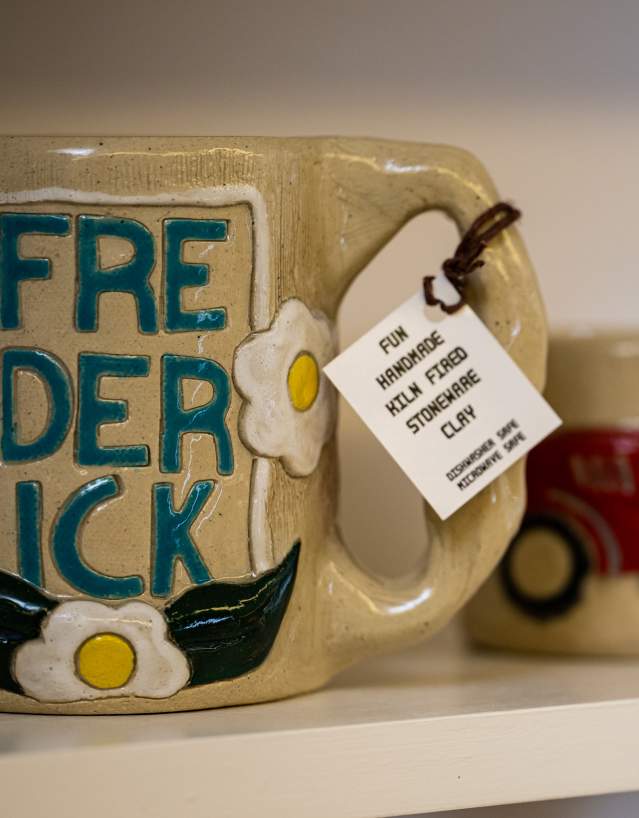 FRE
DER
ICK
FUN
HANDMADE
KILN FIRED
STONEWARE
CLAY
DISHWASHER SAFE
MICROWAVE SAFE